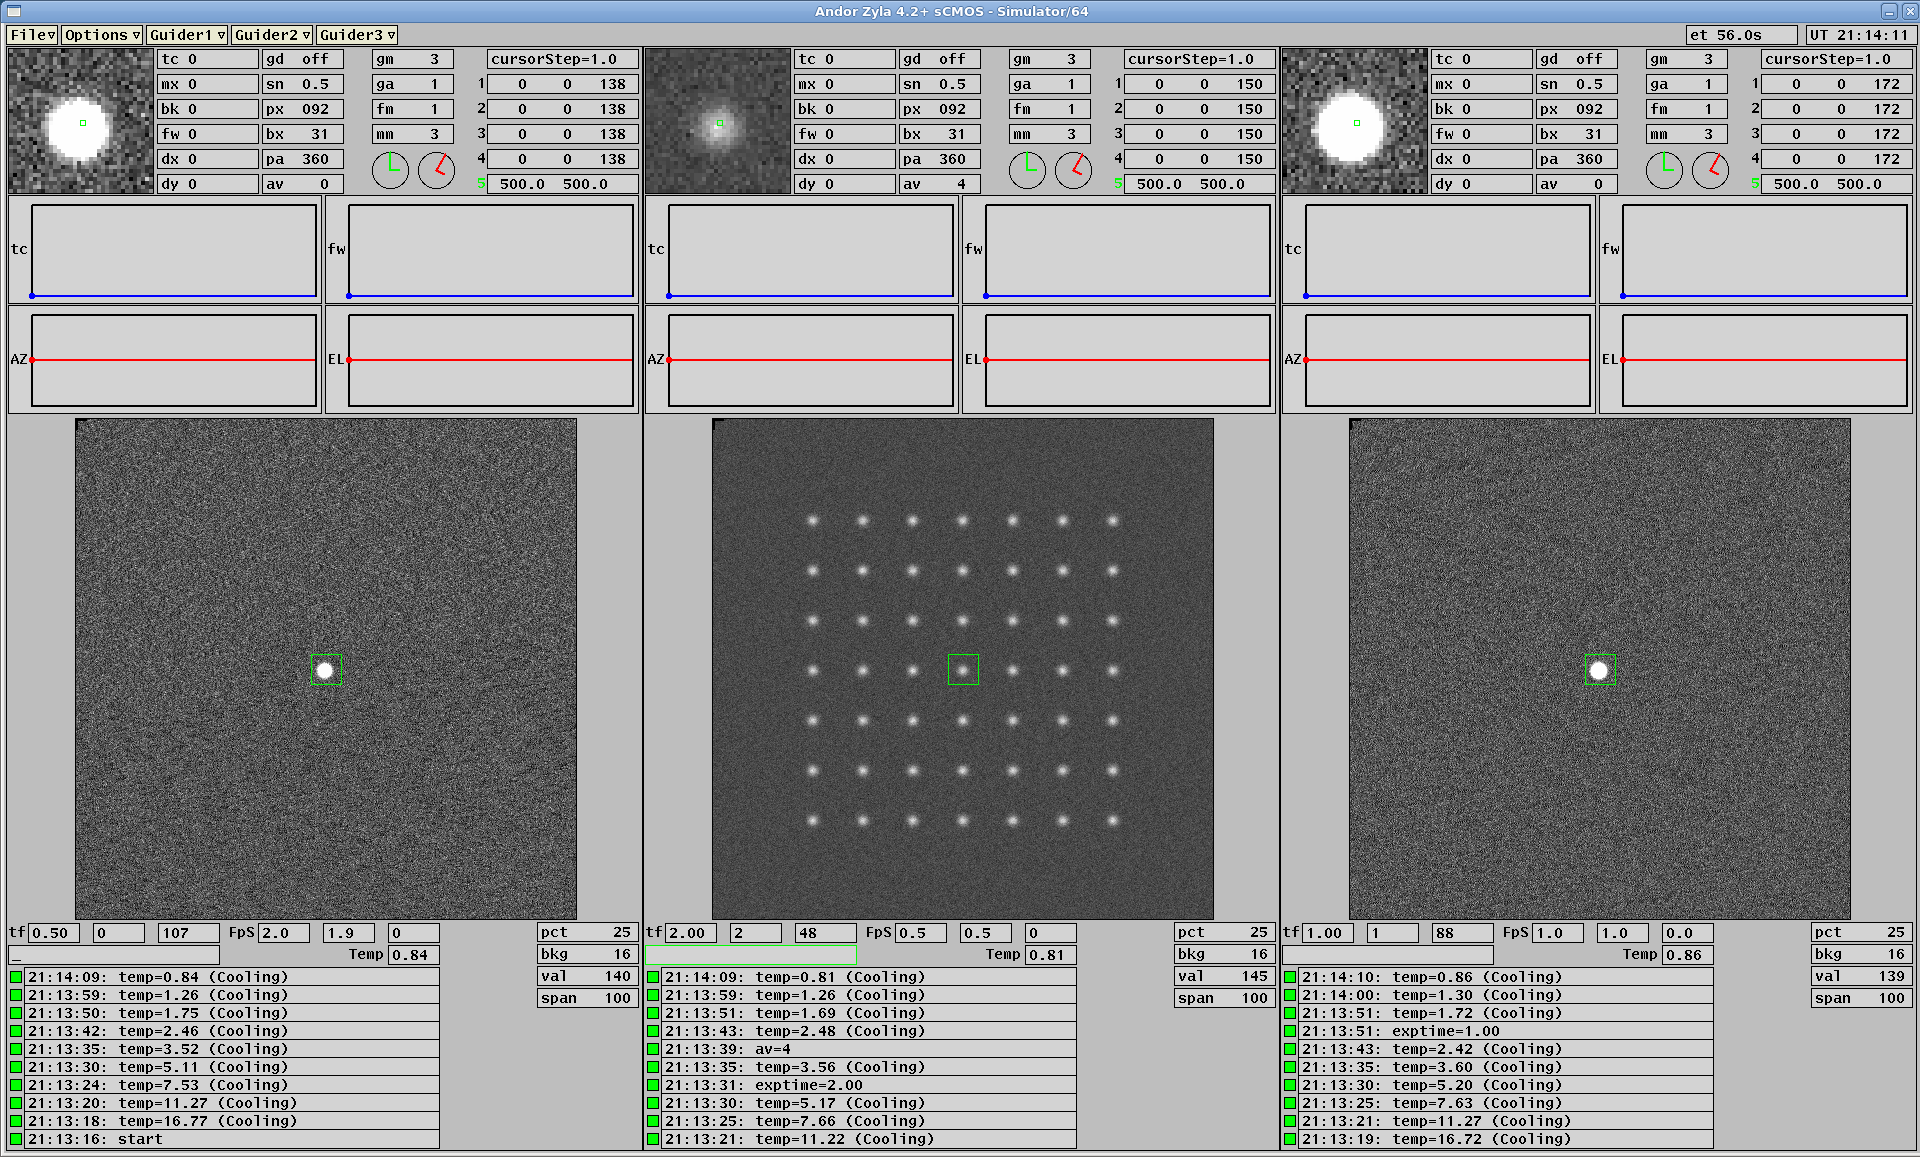 Andor Zyla 4.2+ sCMOS - Simulator/64
File Options Guider1 Guider2 Guider3 et 56.0s UT 21:14:11
tc 0 gd off gm 3 cursorStep=1.0
mx 0 sn 0.5 ga 1 1 0 0 138
bk 0 px 092 fm 1 2 0 0 138
fw 0 bx 31 mm 3 3 0 0 138
dx 0 pa 360 4 0 0 138
dy 0 av 0 5 500.0 500.0
tc fw
AZ EL
tf 0.50 0 107 FpS 2.0 1.9 0 pct 25
_ Temp 0.84 bkg 16
val 140
span 100
21:14:09: temp=0.84 (Cooling)
21:13:59: temp=1.26 (Cooling)
21:13:50: temp=1.75 (Cooling)
21:13:42: temp=2.46 (Cooling)
21:13:35: temp=3.52 (Cooling)
21:13:30: temp=5.11 (Cooling)
21:13:24: temp=7.53 (Cooling)
21:13:20: temp=11.27 (Cooling)
21:13:18: temp=16.77 (Cooling)
21:13:16: start
tc 0 gd off gm 3 cursorStep=1.0
mx 0 sn 0.5 ga 1 1 0 0 150
bk 0 px 092 fm 1 2 0 0 150
fw 0 bx 31 mm 3 3 0 0 150
dx 0 pa 360 4 0 0 150
dy 0 av 4 5 500.0 500.0
tc fw
AZ EL
tf 2.00 2 48 FpS 0.5 0.5 0 pct 25
Temp 0.81 bkg 16
val 145
span 100
21:14:09: temp=0.81 (Cooling)
21:13:59: temp=1.26 (Cooling)
21:13:51: temp=1.69 (Cooling)
21:13:43: temp=2.48 (Cooling)
21:13:39: av=4
21:13:35: temp=3.56 (Cooling)
21:13:31: exptime=2.00
21:13:30: temp=5.17 (Cooling)
21:13:25: temp=7.66 (Cooling)
21:13:21: temp=11.22 (Cooling)
tc 0 gd off gm 3 cursorStep=1.0
mx 0 sn 0.5 ga 1 1 0 0 172
bk 0 px 092 fm 1 2 0 0 172
fw 0 bx 31 mm 3 3 0 0 172
dx 0 pa 360 4 0 0 172
dy 0 av 0 5 500.0 500.0
tc fw
AZ EL
tf 1.00 1 88 FpS 1.0 1.0 0.0 pct 25
Temp 0.86 bkg 16
val 139
span 100
21:14:10: temp=0.86 (Cooling)
21:14:00: temp=1.30 (Cooling)
21:13:51: temp=1.72 (Cooling)
21:13:51: exptime=1.00
21:13:43: temp=2.42 (Cooling)
21:13:35: temp=3.60 (Cooling)
21:13:30: temp=5.20 (Cooling)
21:13:25: temp=7.63 (Cooling)
21:13:21: temp=11.27 (Cooling)
21:13:19: temp=16.72 (Cooling)